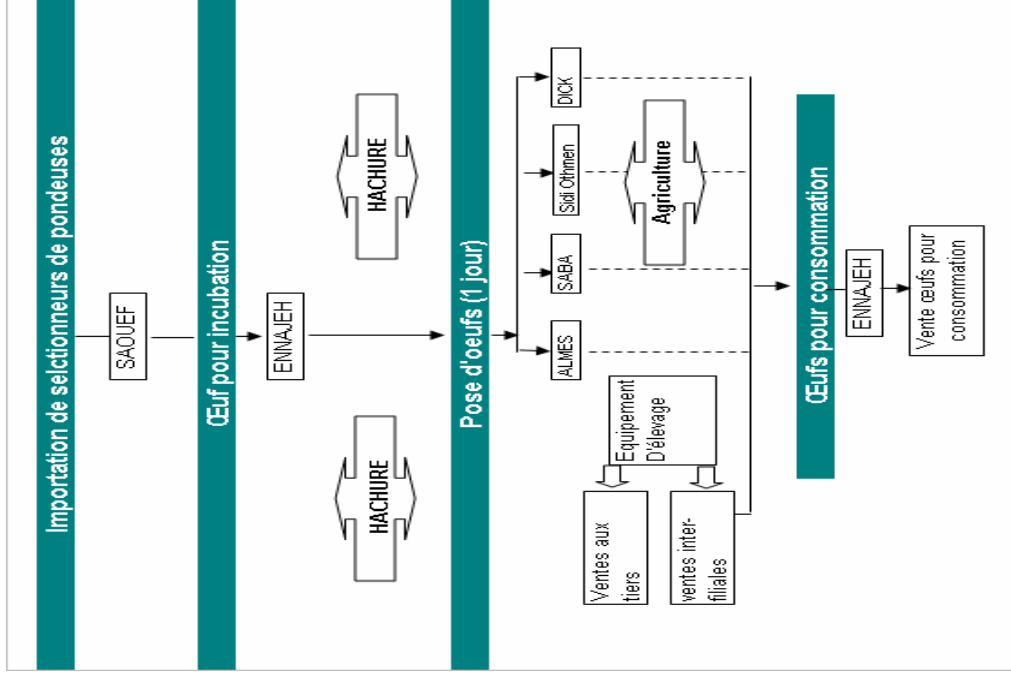 Importation de selctionneurs de pondeuses
SAOUEF
Œuf pour incubation
ENNAJEH
HACHURE
HACHURE
Pose d'oeufs (1 jour)
ALMES
SABA
Sidi Othmen
DICK
Equipement
D'élevage
Agriculture
Ventes aux
tiers
ventes inter-
filiales
Œufs pour consommation
ENNAJEH
Vente œufs pour
consommation